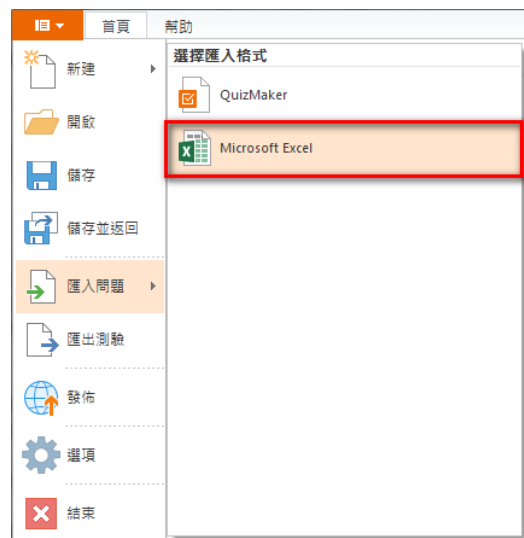 首頁
幫助
新建
開啟
儲存
儲存並返回
匯入問題
匯出測驗
發佈
選項
結束
選擇匯入格式
QuizMaker
Microsoft Excel